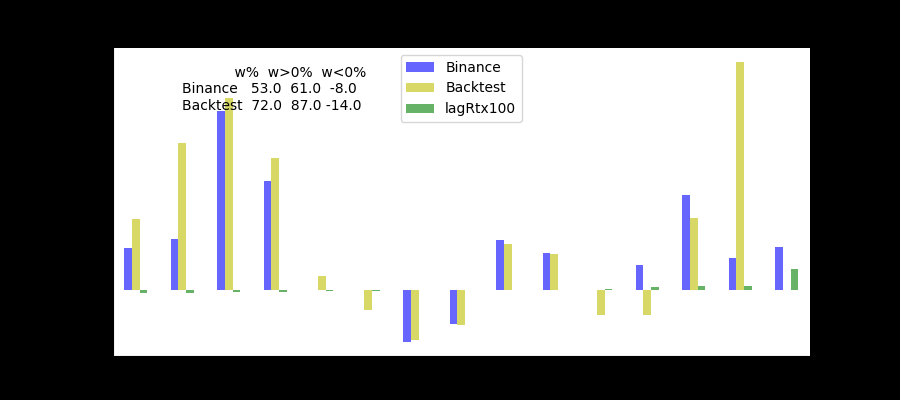 w% w>0% w<0%
Binance 53.0 61.0 -8.0
Backtest 72.0 87.0 -14.0
Binance
Backtest
lagRtx100